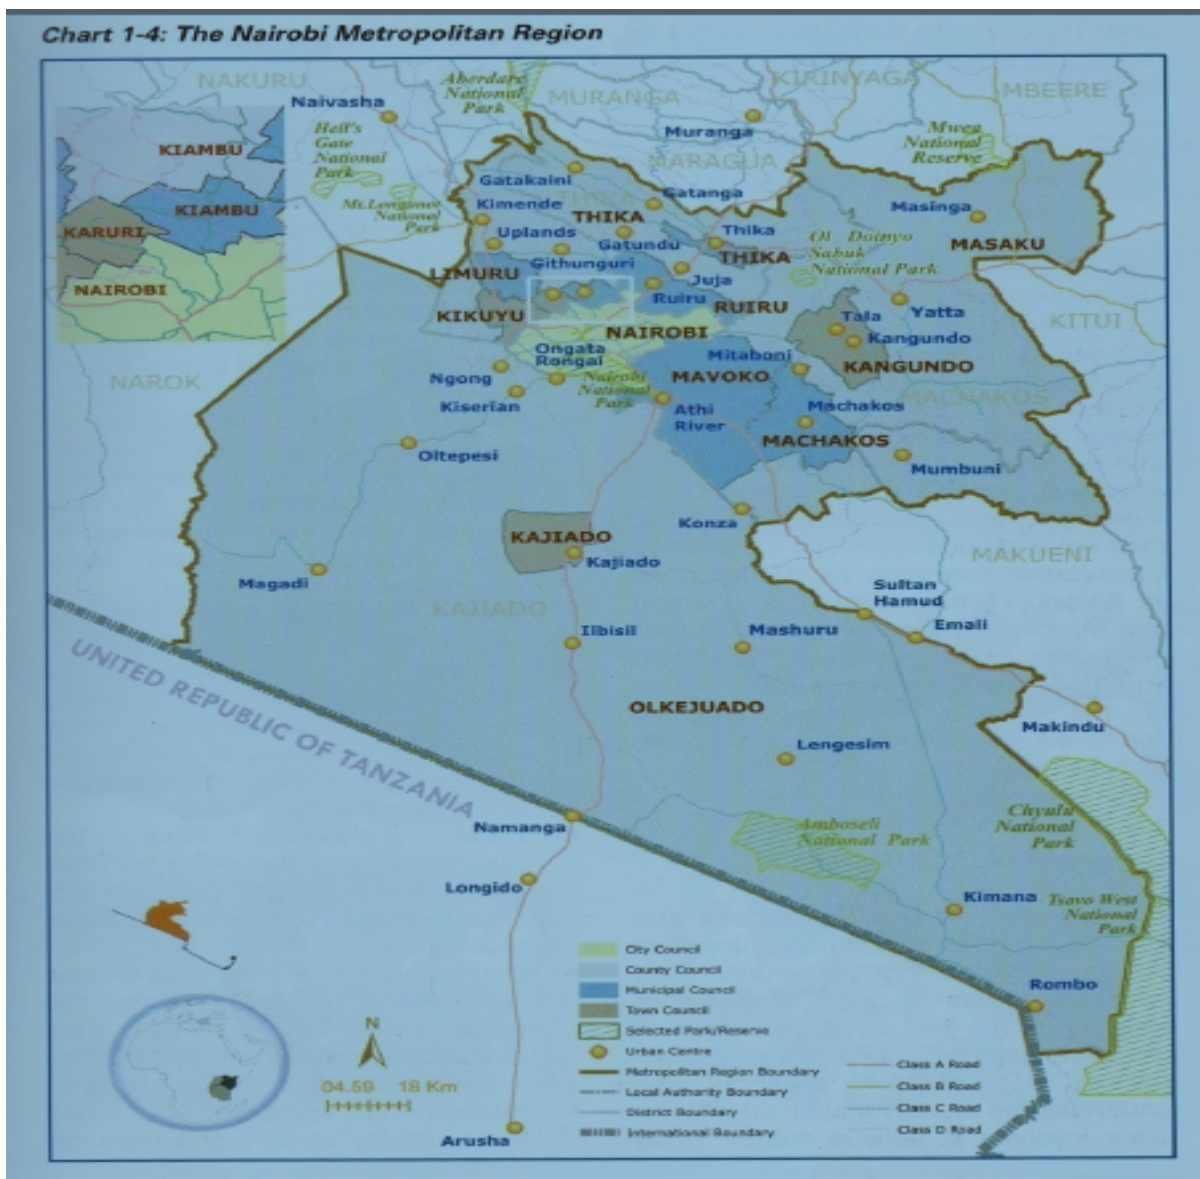 Chart 1-4: The Nairobi Metropolitan Region
NAKURU
Aberdare
National
Park
MURANGA
KIRINYAGA
MBEERE
Naivasha
Hell's
Gate
National
Park
Muranga
MARAGUA
Mwea
National
Reserve
KIAMBU
KIAMBU
KARURI
NAIROBI
Mt.Longonot
National
Park
Gatakaini
Kimende
THIKA
Gatanga
THIKA
Masinga
Uplands
Gatundu
Thika
Ol Doinyo
Sabuk
National Park
MASAKU
LIMURU
Githunguri
THIKA
Juja
Ruiru
RUIRU
KIKUYU
NAIROBI
Tala
Yatta
KITUI
Kangundo
Ongata
Rongai
Mitaboni
KANGUNDO
NAROK
Ngong
Nairobi
National
Park
MAVOKO
MACHAKOS
Kiserian
Athi
River
Machakos
MACHAKOS
Oltepesi
Mumbuni
Konza
KAJIADO
Kajiado
MAKUENI
Magadi
KAJIADO
Sultan
Hamud
Emali
Ilbisil
Mashuru
UNITED REPUBLIC OF TANZANIA
OLKEJUADO
Makindu
Lengesim
Namanga
Amboseli
National Park
Chyulu
National
Park
Longido
Kimana
Tsavo West
National
Park
Rombo
City Council
County Council
Municipal Council
Town Council
Selected Park/Reserve
Urban Centre
Metropolitan Region Boundary
Local Authority Boundary
District Boundary
International Boundary
Class A Road
Class B Road
Class C Road
Class D Road
N
04.59 18 Km
Arusha